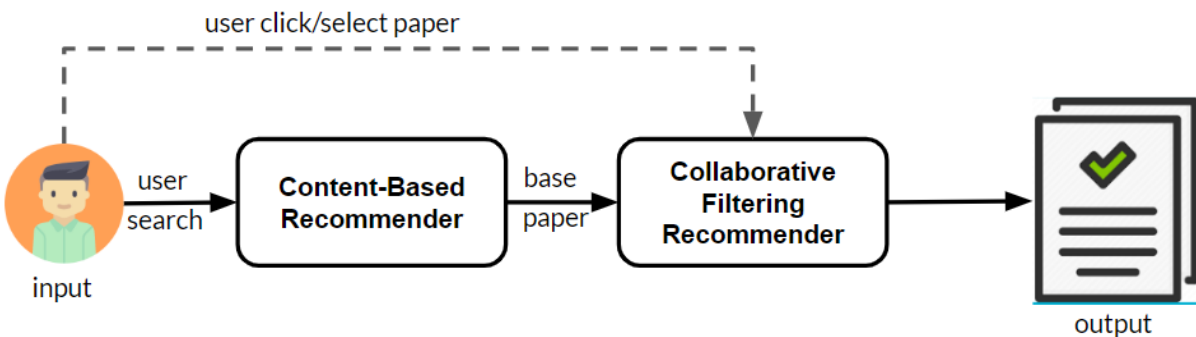 user click/select paper
user
search
Content-Based
Recommender
base
paper
Collaborative
Filtering
Recommender
input
output